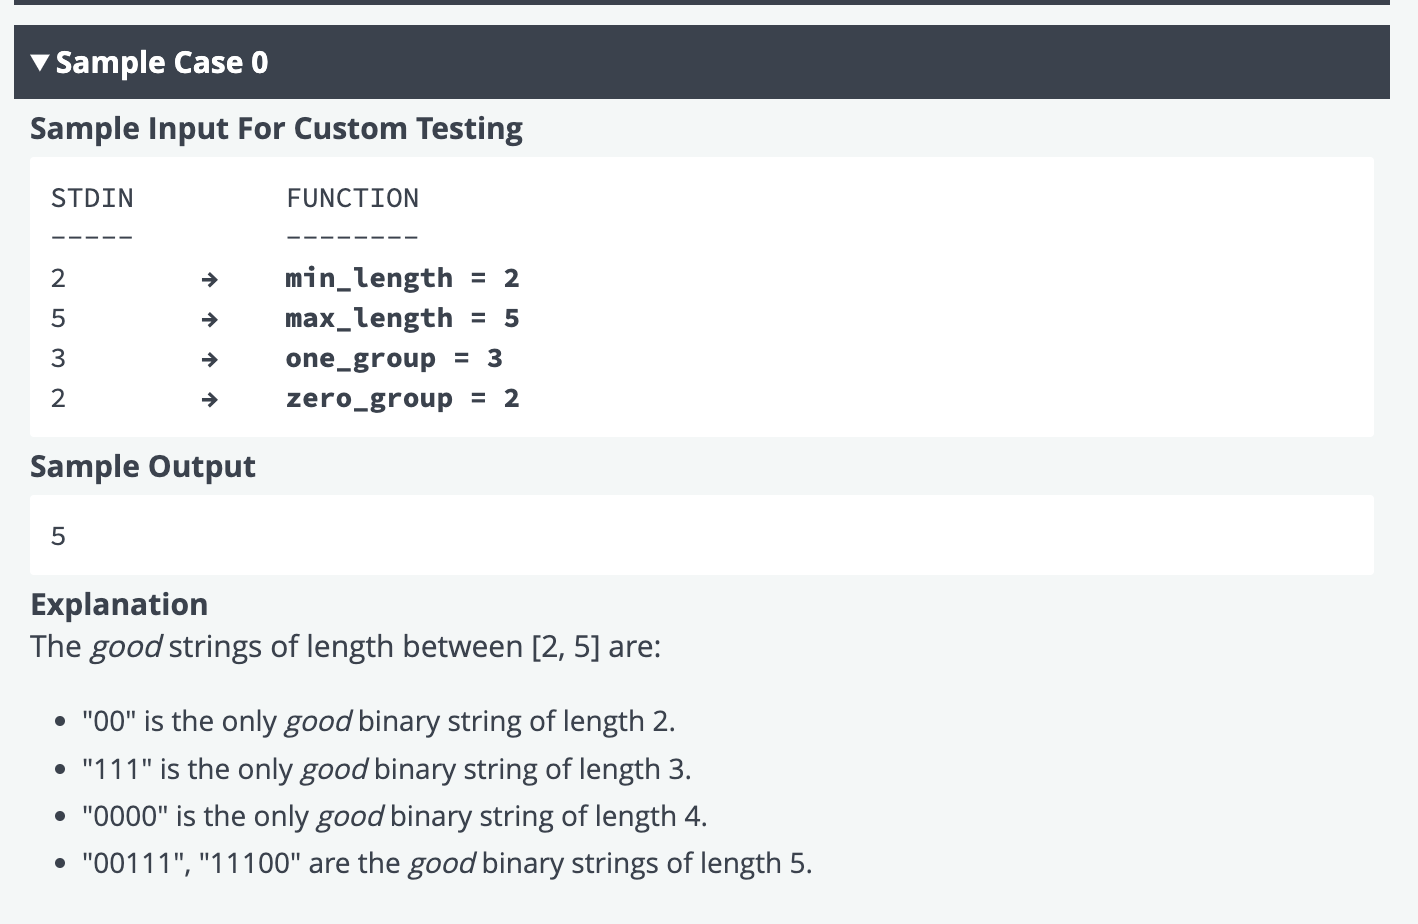 ▼ Sample Case 0
Sample Input For Custom Testing
STDIN FUNCTION
----- --------
2 → min_length = 2
5 → max_length = 5
3 → one_group = 3
2 → zero_group = 2
Sample Output
5
Explanation
The good strings of length between [2, 5] are:
• "00" is the only good binary string of length 2.
• "111" is the only good binary string of length 3.
• "0000" is the only good binary string of length 4.
• "00111", "11100" are the good binary strings of length 5.